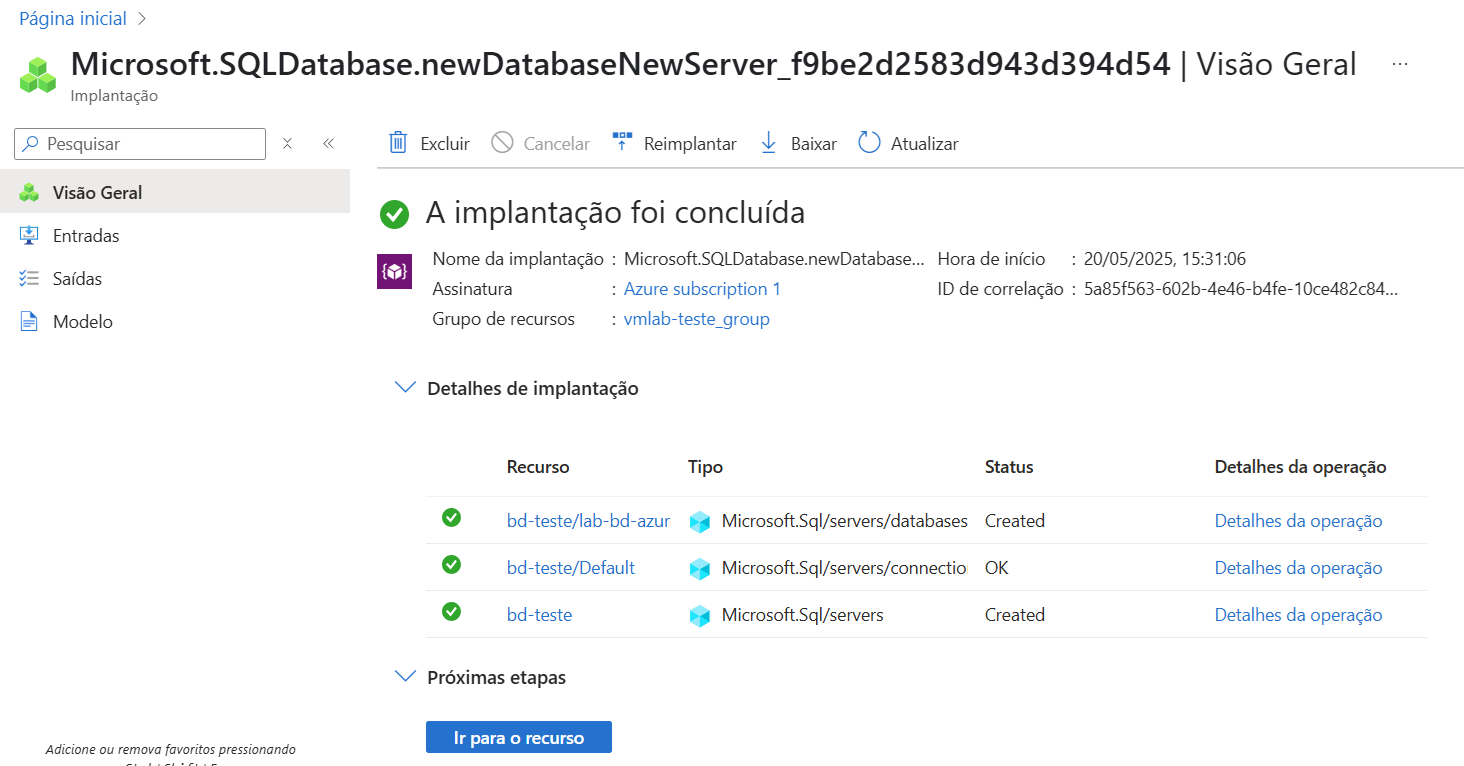 Página inicial
Microsoft.SQLDatabase.newDatabaseNewServer_f9be2d2583d943d394d54 | Visão Geral ...
Implantação
Pesquisar
Excluir Cancelar Reimplantar Baixar Atualizar
Visão Geral
Entradas
Saídas
Modelo
A implantação foi concluída
Nome da implantação : Microsoft.SQLDatabase.newDatabase... Hora de início : 20/05/2025, 15:31:06
Assinatura : Azure subscription 1 ID de correlação : 5a85f563-602b-4e46-b4fe-10ce482c84...
Grupo de recursos : vmlab-teste_group
Detalhes de implantação
Recurso Tipo Status Detalhes da operação
bd-teste/lab-bd-azur Microsoft.Sql/servers/databases Created Detalhes da operação
bd-teste/Default Microsoft.Sql/servers/connectio OK Detalhes da operação
bd-teste Microsoft.Sql/servers Created Detalhes da operação
Próximas etapas
Ir para o recurso
Adicione ou remova favoritos pressionando